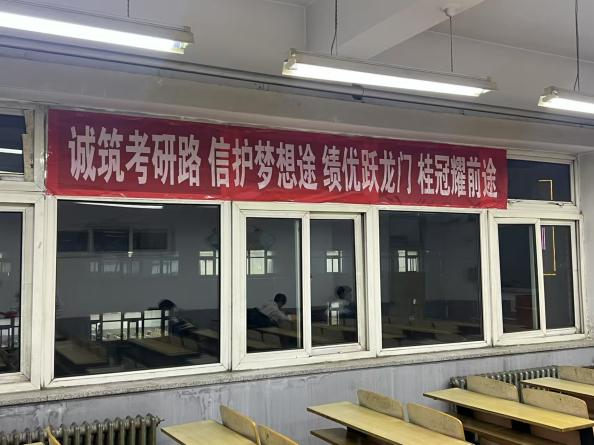 诚筑考研路 信护梦想途 绩优跃龙门 桂冠耀前途